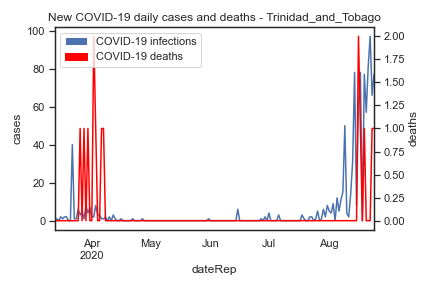 New COVID-19 daily cases and deaths - Trinidad_and_Tobago
COVID-19 infections
COVID-19 deaths
100
80
60
40
20
0
cases
2.00
1.75
1.50
1.25
1.00
0.75
0.50
0.25
0.00
deaths
Apr
2020
May
Jun
Jul
Aug
dateRep